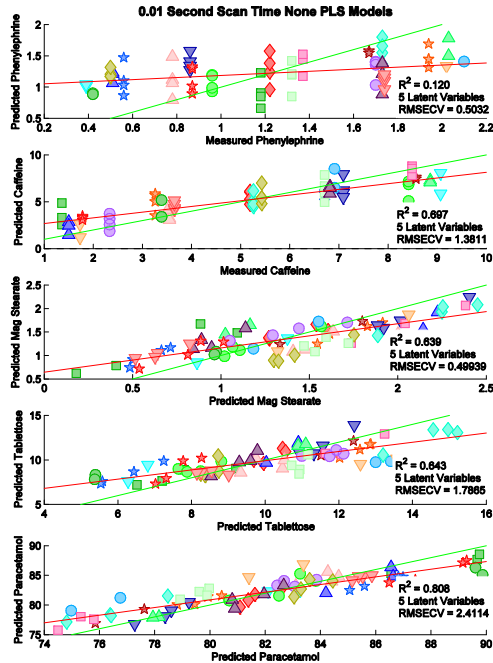 0.01 Second Scan Time None PLS Models
Predicted Phenylephrine
2
1.5
1
0.5
R² = 0.120
5 Latent Variables
RMSECV = 0.5032
0.2 0.4 0.6 0.8 1 1.2 1.4 1.6 1.8 2 2.2
Measured Phenylephrine
Predicted Caffeine
10
5
0
R² = 0.697
5 Latent Variables
RMSECV = 1.3811
1 2 3 4 5 6 7 8 9 10
Measured Caffeine
Predicted Mag Stearate
2.5
2
1.5
1
0.5
0
R² = 0.639
5 Latent Variables
RMSECV = 0.49939
0 0.5 1 1.5 2 2.5
Predicted Mag Stearate
Predicted Tablettose
15
10
5
R² = 0.643
5 Latent Variables
RMSECV = 1.7865
4 6 8 10 12 14 16
Predicted Tablettose
Predicted Paracetamol
90
85
80
75
R² = 0.808
5 Latent Variables
RMSECV = 2.4114
74 76 78 80 82 84 86 88 90
Predicted Paracetamol